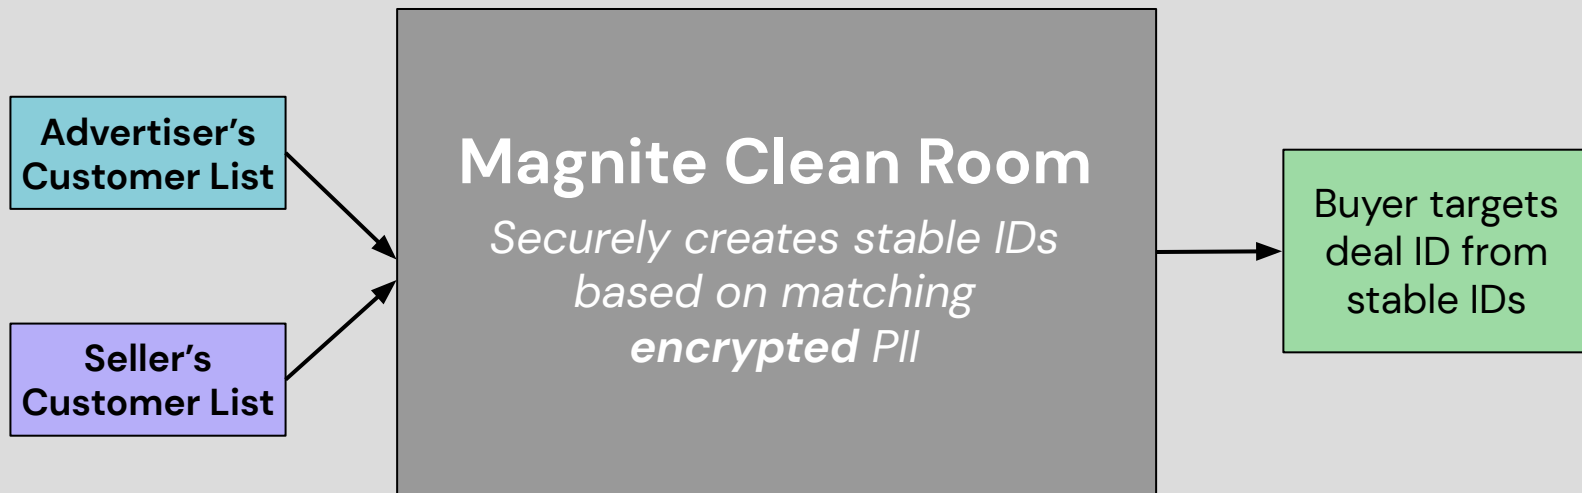 Advertiser’s
Customer List
Seller’s
Customer List
Magnite Clean Room
Securely creates stable IDs
based on matching
encrypted PII
Buyer targets
deal ID from
stable IDs